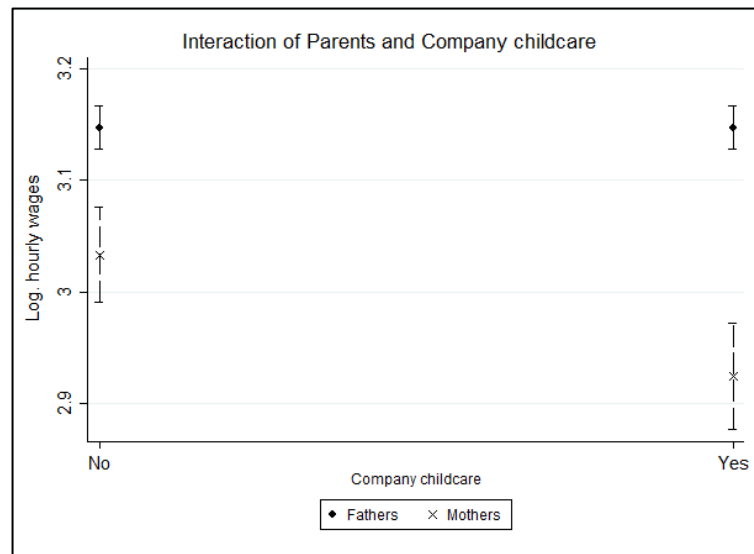 Interaction of Parents and Company childcare
3.2
3.1
3
2.9
Log. hourly wages
No
Yes
Company childcare
Fathers
Mothers